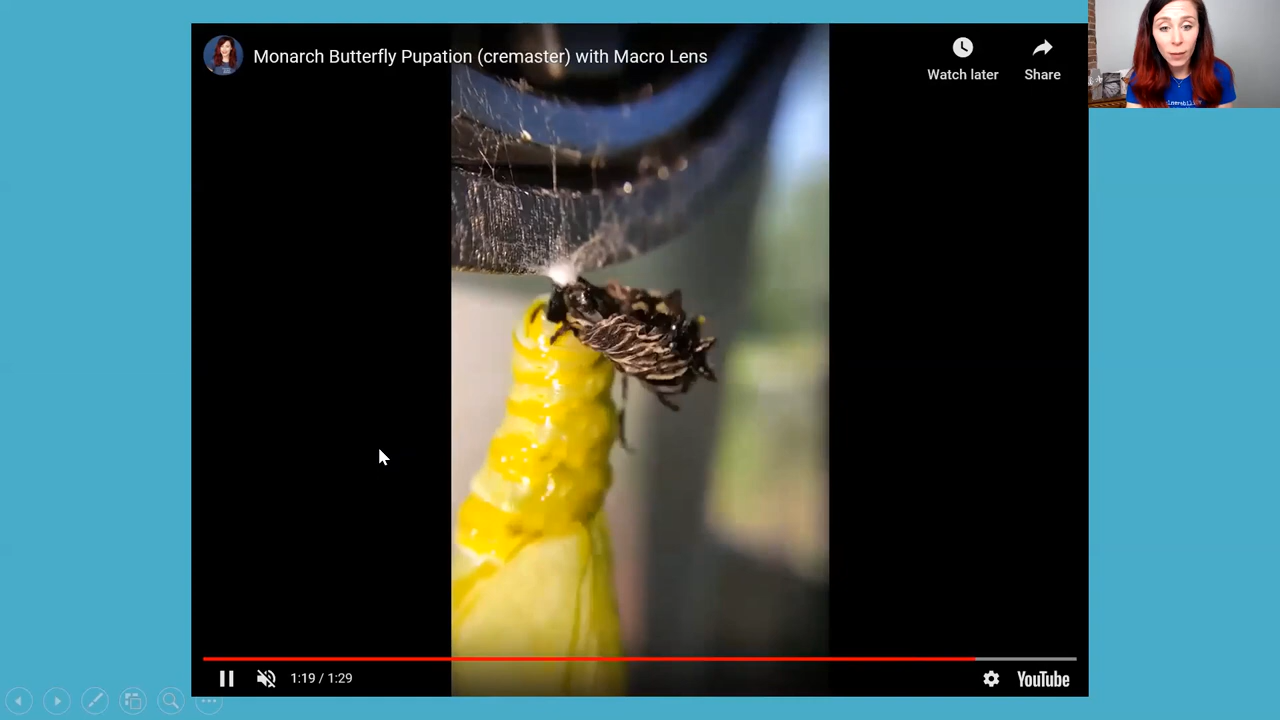 Monarch Butterfly Pupation (cremaster) with Macro Lens
Watch later
Share
1:19 / 1:29
YouTube